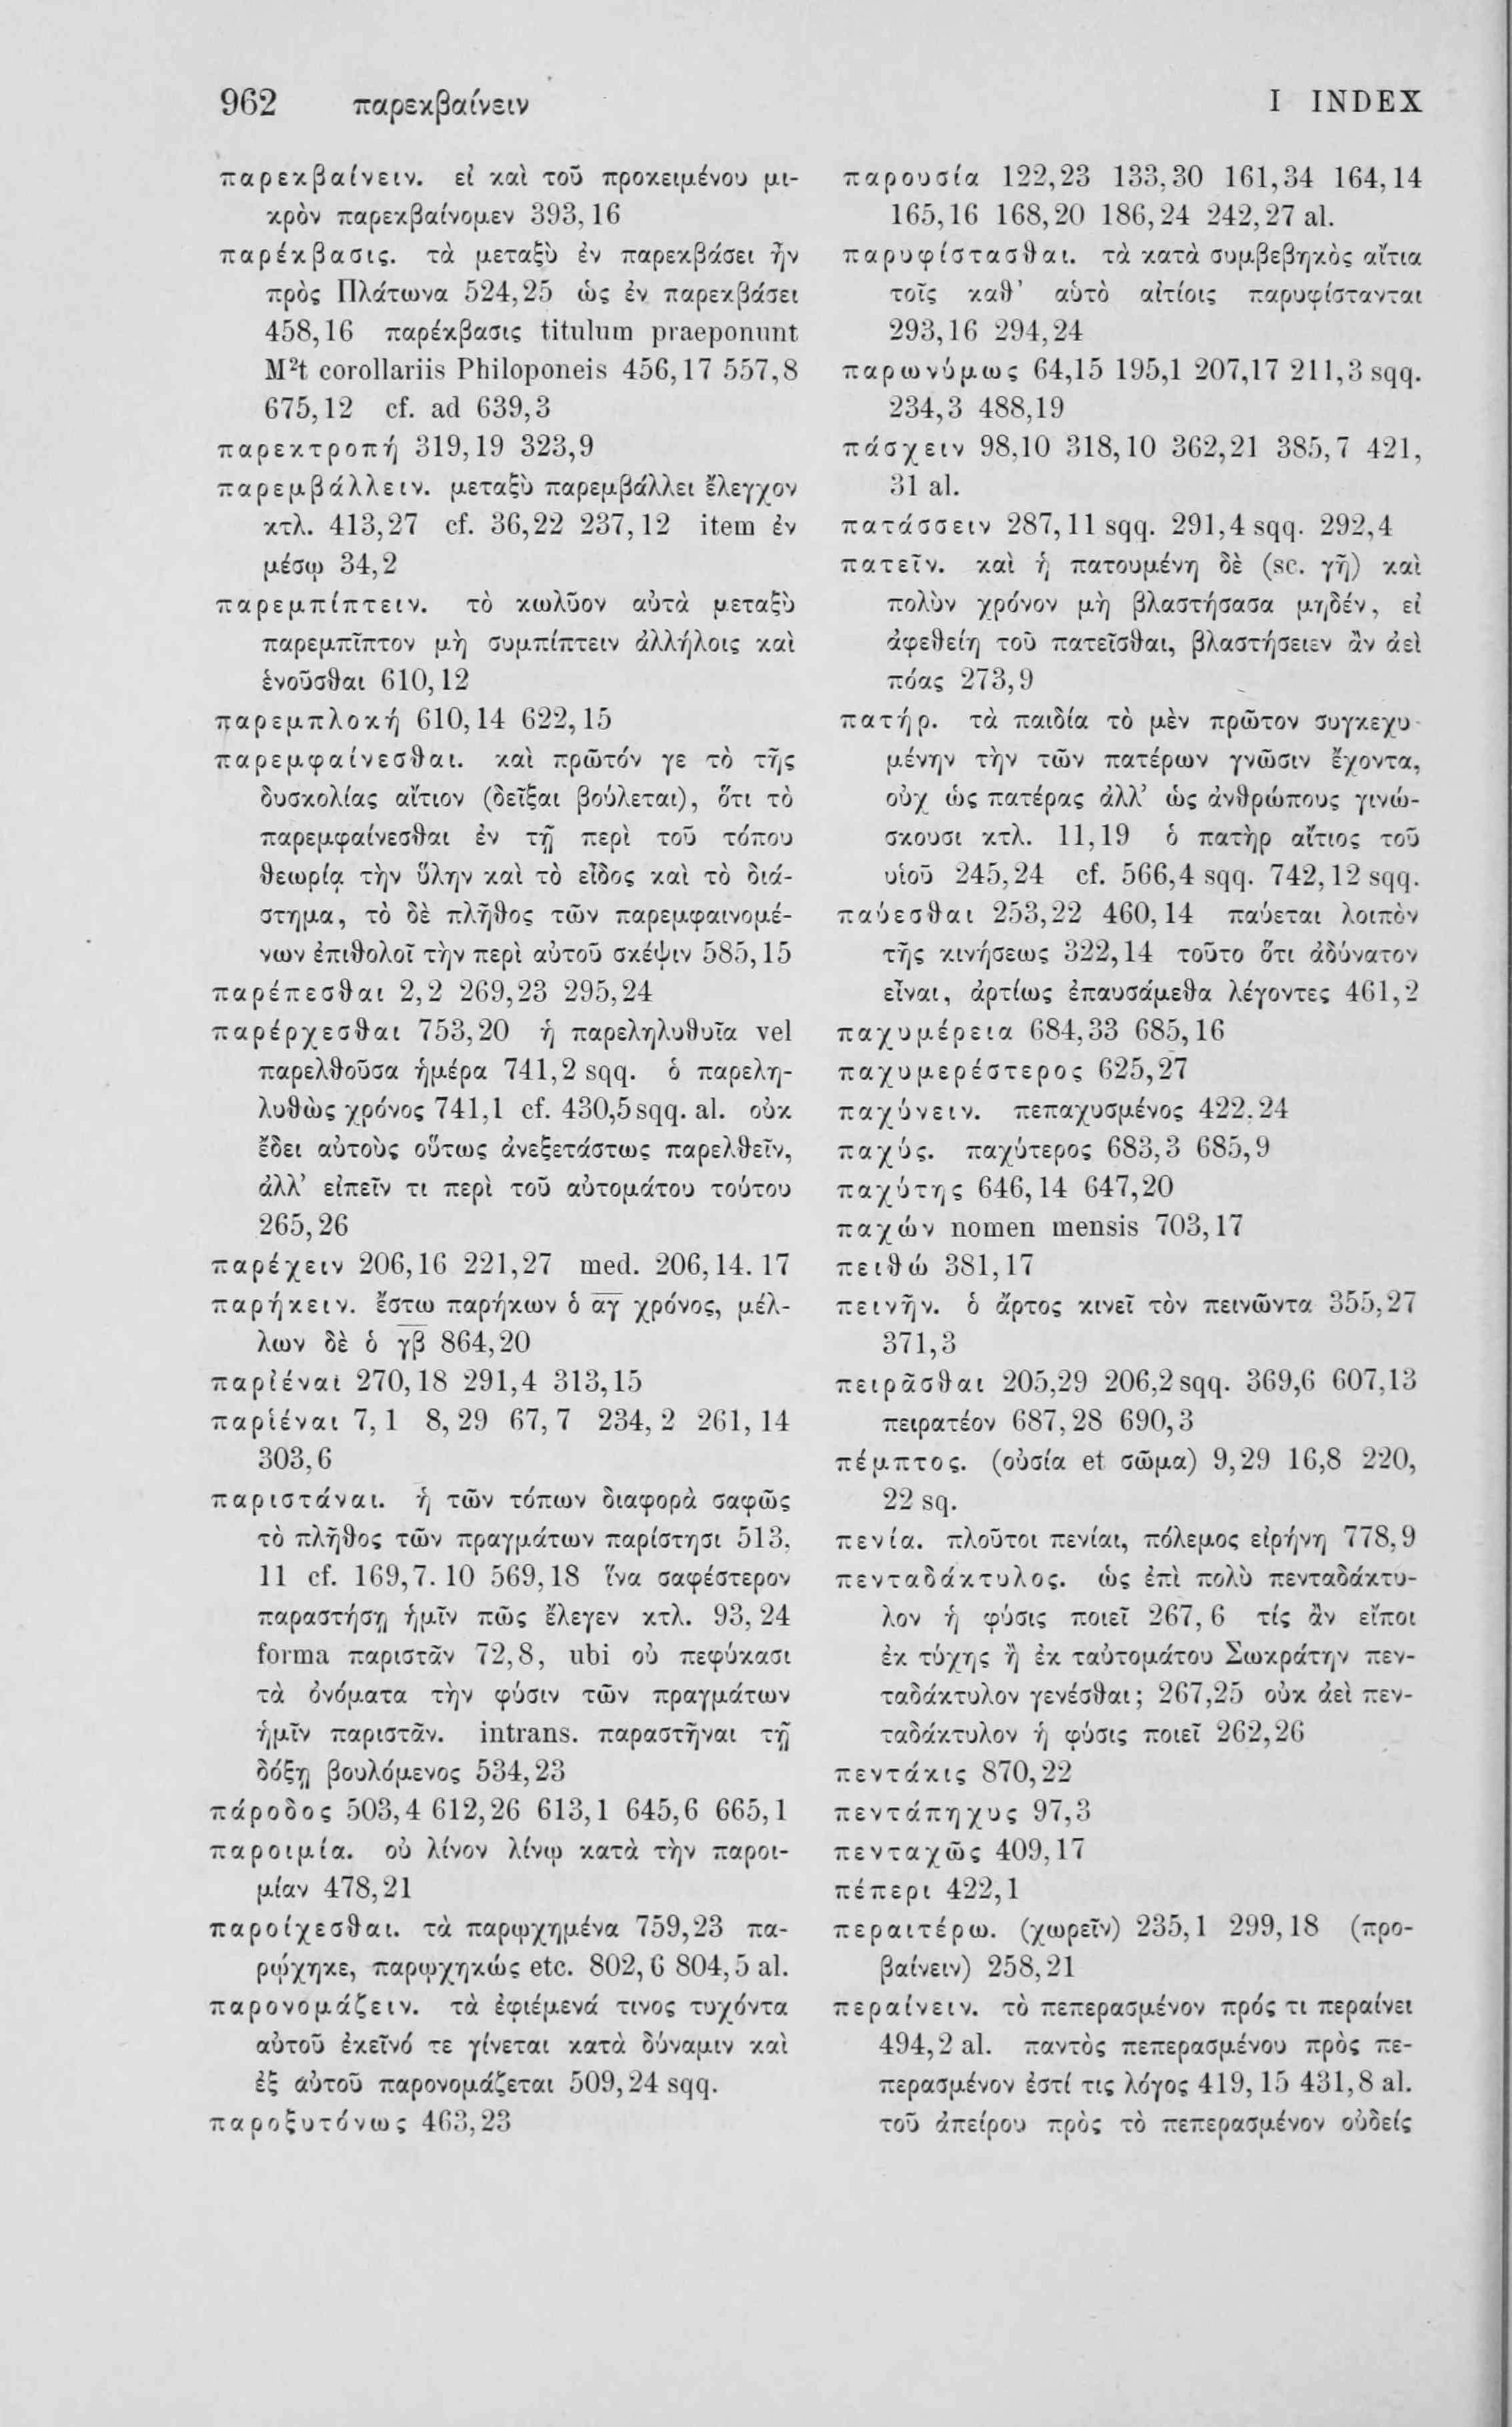 962 παρεκβαίνειν I INDEX
παρεκβαίνειν. εἰ καὶ τοῦ προκειμένου μι-
κρὸν παρεκβαίνομεν 393,16
παρέκβασις. τὰ μεταξὺ ἐν παρεκβάσει ἦν
πρὸς Πλάτωνα 524,25 ὡς ἐν παρεκβάσει
458,16 παρέκβασις titulum praeponunt
M²t corollariis Philoponeis 456,17 557,8
675,12 cf. ad 639,3
παρεκτροπή 319,19 323,9
παρεμβάλλειν. μεταξὺ παρεμβάλλει ἔλεγχον
κτλ. 413,27 cf. 36,22 237,12 item ἐν
μέσῳ 34,2
παρεμπίπτειν. τὸ κωλῦον αὐτὰ μεταξὺ
παρεμπῖπτον μὴ συμπίπτειν ἀλλήλοις καὶ
ἑνοῦσθαι 610,12
παρεμπλοκή 610,14 622,15
παρεμφαίνεσθαι. καὶ πρῶτόν γε τὸ τῆς
δυσκολίας αἴτιον (δεῖξαι βούλεται), ὅτι τὸ
παρεμφαίνεσθαι ἐν τῇ περὶ τοῦ τόπου
θεωρίᾳ τὴν ὕλην καὶ τὸ εἶδος καὶ τὸ διά-
στημα, τὸ δὲ πλῆθος τῶν παρεμφαινομέ-
νων ἐπιθολοῖ τὴν περὶ αὐτοῦ σκέψιν 585,15
παρέπεσθαι 2,2 269,23 295,24
παρέρχεσθαι 753,20 ἡ παρεληλυθυῖα vel
παρελθοῦσα ἡμέρα 741,2 sqq. ὁ παρελη-
λυθὼς χρόνος 741,1 cf. 430,5 sqq. al. οὐκ
ἔδει αὐτοὺς οὕτως ἀνεξετάστως παρελθεῖν,
ἀλλ’ εἰπεῖν τι περὶ τοῦ αὐτομάτου τούτου
265,26
παρέχειν 206,16 221,27 med. 206,14. 17
παρήκειν. ἔστω παρήκων ὁ α̅γ̅ χρόνος, μέλ-
λων δὲ ὁ γ̅β̅ 864,20
παρἰέναι 270,18 291,4 313,15
παρἱέναι 7,1 8,29 67,7 234,2 261,14
303,6
παριστάναι. ἡ τῶν τόπων διαφορὰ σαφῶς
τὸ πλῆθος τῶν πραγμάτων παρίστησι 513,
11 cf. 169,7. 10 569,18 ἵνα σαφέστερον
παραστήσῃ ἡμῖν πῶς ἔλεγεν κτλ. 93,24
forma παριστᾶν 72,8, ubi οὐ πεφύκασι
τὰ ὀνόματα τὴν φύσιν τῶν πραγμάτων
ἡμῖν παριστᾶν. intrans. παραστῆναι τῇ
δόξῃ βουλόμενος 534,23
πάροδος 503,4 612,26 613,1 645,6 665,1
παροιμία. οὐ λίνον λίνῳ κατὰ τὴν παροι-
μίαν 478,21
παροίχεσθαι. τὰ παρῳχημένα 759,23 πα-
ρῴχηκε, παρῳχηκώς etc. 802,6 804,5 al.
παρονομάζειν. τὰ ἐφιέμενά τινος τυχόντα
αὐτοῦ ἐκεῖνό τε γίνεται κατὰ δύναμιν καὶ
ἐξ αὐτοῦ παρονομάζεται 509,24 sqq.
παροξυτόνως 463,23
παρουσία 122,23 133,30 161,34 164,14
165,16 168,20 186,24 242,27 al.
παρυφίστασθαι. τὰ κατὰ συμβεβηκὸς αἴτια
τοῖς καθ’ αὑτὸ αἰτίοις παρυφίστανται
293,16 294,24
παρωνύμως 64,15 195,1 207,17 211,3 sqq.
234,3 488,19
πάσχειν 98,10 318,10 362,21 385,7 421,
31 al.
πατάσσειν 287,11 sqq. 291,4 sqq. 292,4
πατεῖν. καὶ ἡ πατουμένη δὲ (sc. γῆ) καὶ
πολὺν χρόνον μὴ βλαστήσασα μηδέν, εἰ
ἀφεθείη τοῦ πατεῖσθαι, βλαστήσειεν ἂν ἀεὶ
πόας 273,9
πατήρ. τὰ παιδία τὸ μὲν πρῶτον συγκεχυ-
μένην τὴν τῶν πατέρων γνῶσιν ἔχοντα,
οὐχ ὡς πατέρας ἀλλ’ ὡς ἀνθρώπους γινώ-
σκουσι κτλ. 11,19 ὁ πατὴρ αἴτιος τοῦ
υἱοῦ 245,24 cf. 566,4 sqq. 742,12 sqq.
παύεσθαι 253,22 460,14 παύεται λοιπὸν
τῆς κινήσεως 322,14 τοῦτο ὅτι ἀδύνατον
εἶναι, ἀρτίως ἐπαυσάμεθα λέγοντες 461,2
παχυμέρεια 684,33 685,16
παχυμερέστερος 625,27
παχύνειν. πεπαχυσμένος 422,24
παχύς. παχύτερος 683,3 685,9
παχύτης 646,14 647,20
παχών nomen mensis 703,17
πειθώ 381,17
πεινῆν. ὁ ἄρτος κινεῖ τὸν πεινῶντα 355,27
371,3
πειρᾶσθαι 205,29 206,2 sqq. 369,6 607,13
πειρατέον 687,28 690,3
πέμπτος. (οὐσία et σῶμα) 9,29 16,8 220,
22 sq.
πενία. πλοῦτοι πενίαι, πόλεμος εἰρήνη 778,9
πενταδάκτυλος. ὡς ἐπὶ πολὺ πενταδάκτυ-
λον ἡ φύσις ποιεῖ 267,6 τίς ἂν εἴποι
ἐκ τύχης ἢ ἐκ ταὐτομάτου Σωκράτην πεν-
ταδάκτυλον γενέσθαι; 267,25 οὐκ ἀεὶ πεν-
ταδάκτυλον ἡ φύσις ποιεῖ 262,26
πεντάκις 870,22
πεντάπηχυς 97,3
πενταχῶς 409,17
πέπερι 422,1
περαιτέρω. (χωρεῖν) 235,1 299,18 (προ-
βαίνειν) 258,21
περαίνειν. τὸ πεπερασμένον πρός τι περαίνει
494,2 al. παντὸς πεπερασμένου πρὸς πε-
περασμένον ἐστί τις λόγος 419,15 431,8 al.
τοῦ ἀπείρου πρὸς τὸ πεπερασμένον οὐδείς